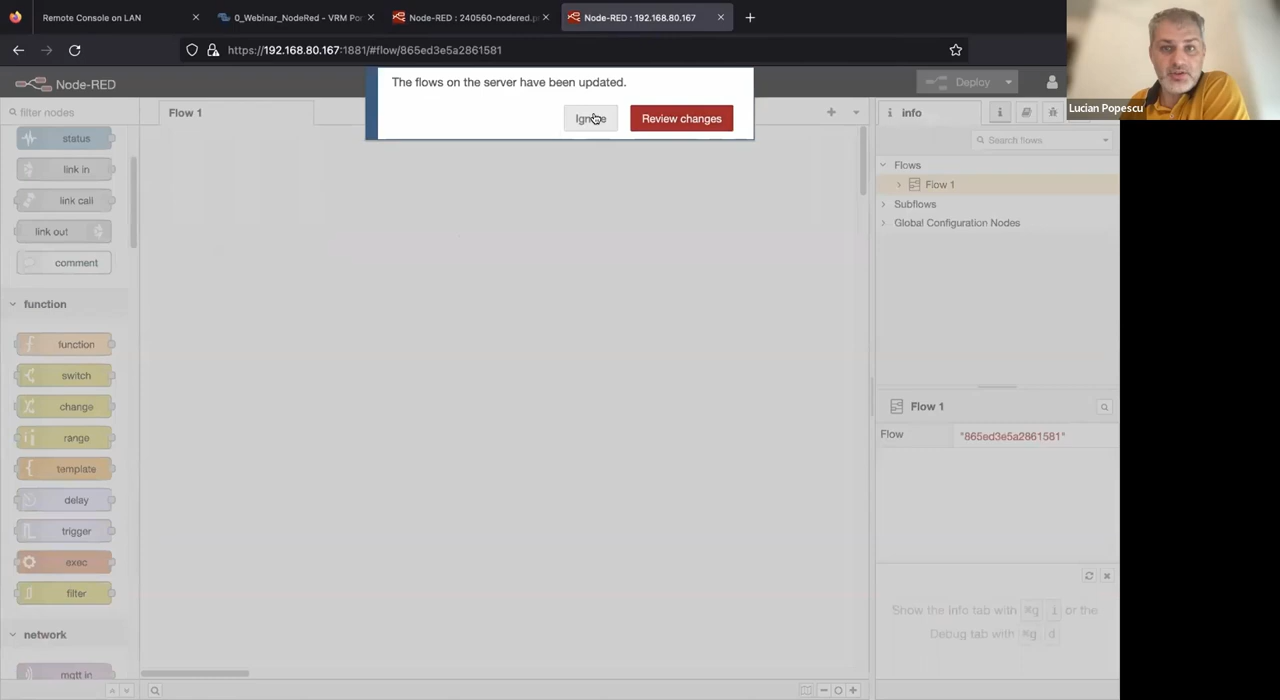 Remote Console on LAN
0_Webinar_NodeRed - VRM Por
Node-RED : 240560-nodered.p
Node-RED : 192.168.80.167
https://192.168.80.167:1881/#flow/865ed3e5a2861581
Node-RED
The flows on the server have been updated.
Deploy
Ignore
Review changes
Lucian Popescu
filter nodes
Flow 1
info
status
link in
link call
link out
comment
function
function
switch
change
range
template
delay
trigger
exec
filter
network
mqtt in
Search flows
Flows
Flow 1
Subflows
Global Configuration Nodes
Flow 1
Flow
"865ed3e5a2861581"
Show the Info tab with ⌘g i or the
Debug tab with ⌘g d